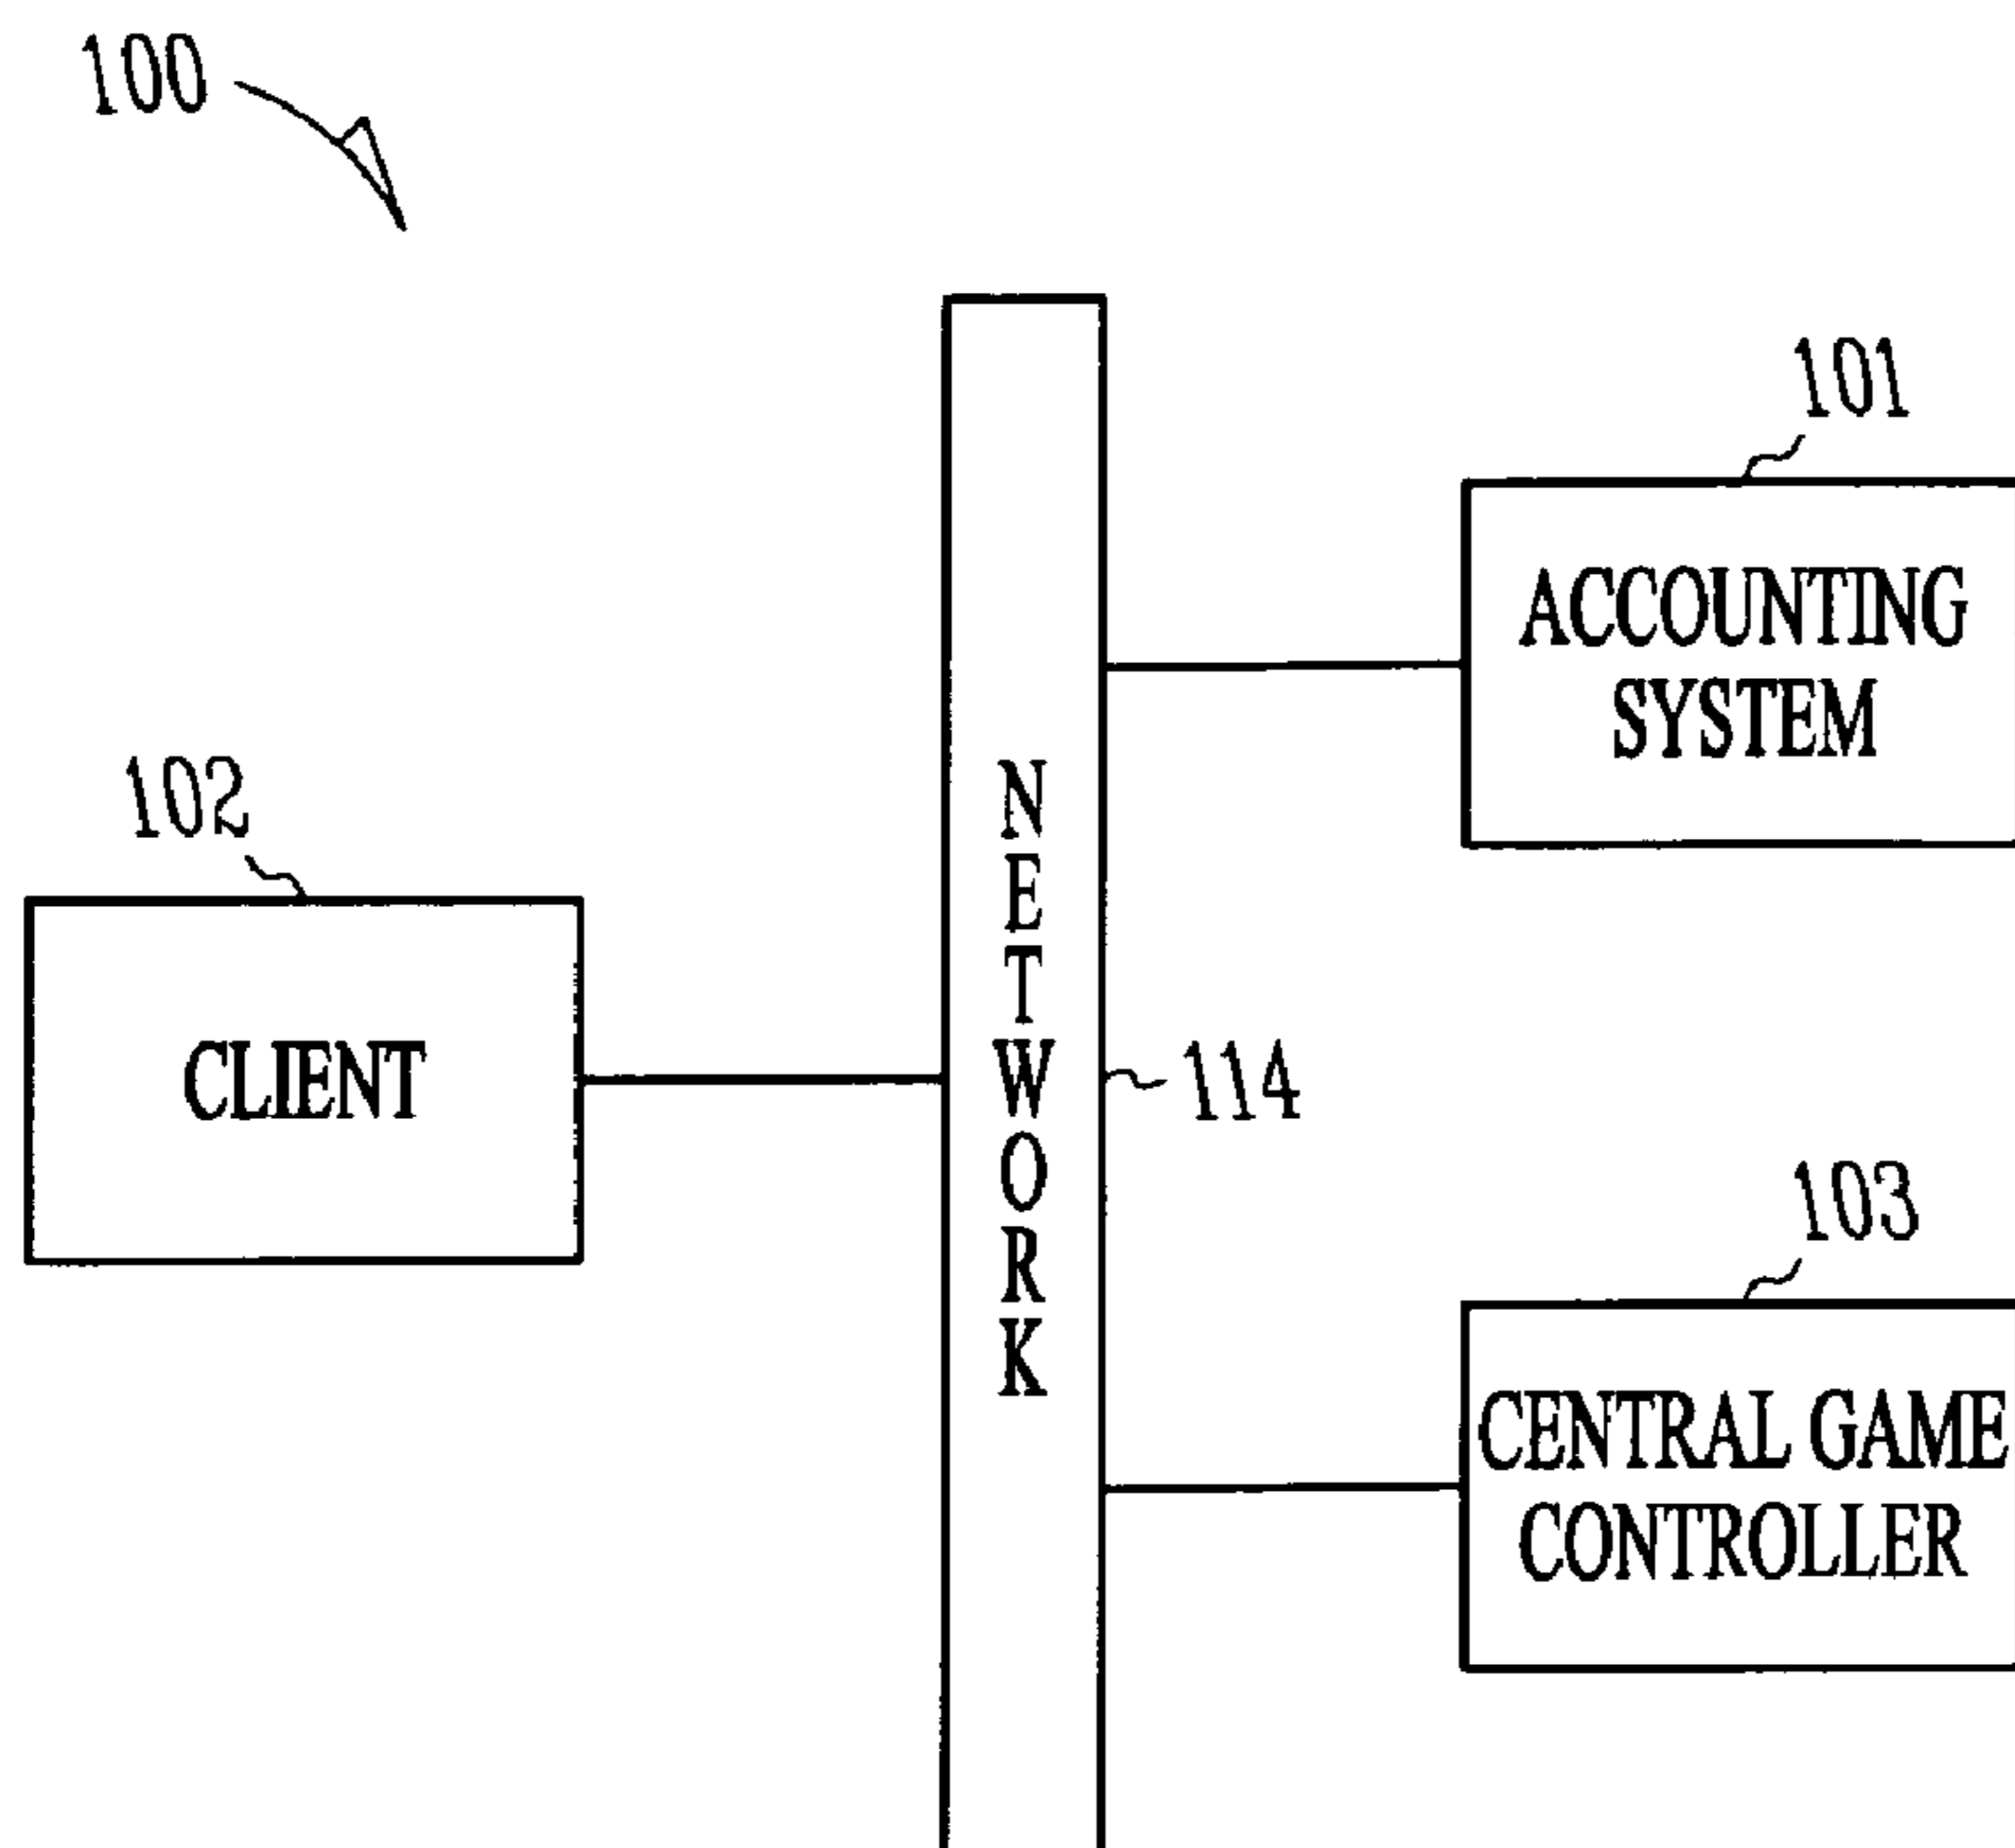 100
101
ACCOUNTING
SYSTEM
102
CLIENT
NETWORK
114
103
CENTRAL GAME
CONTROLLER